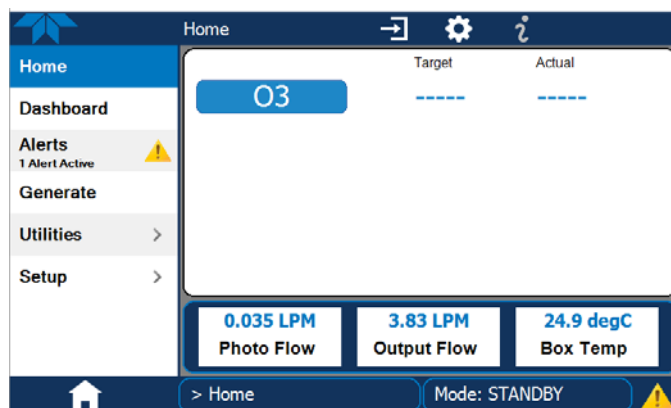 Home
Home
Dashboard
Alerts
1 Alert Active
Generate
Utilities >
Setup >
Target Actual
O3 ----- -----
0.035 LPM 3.83 LPM 24.9 degC
Photo Flow Output Flow Box Temp
> Home Mode: STANDBY